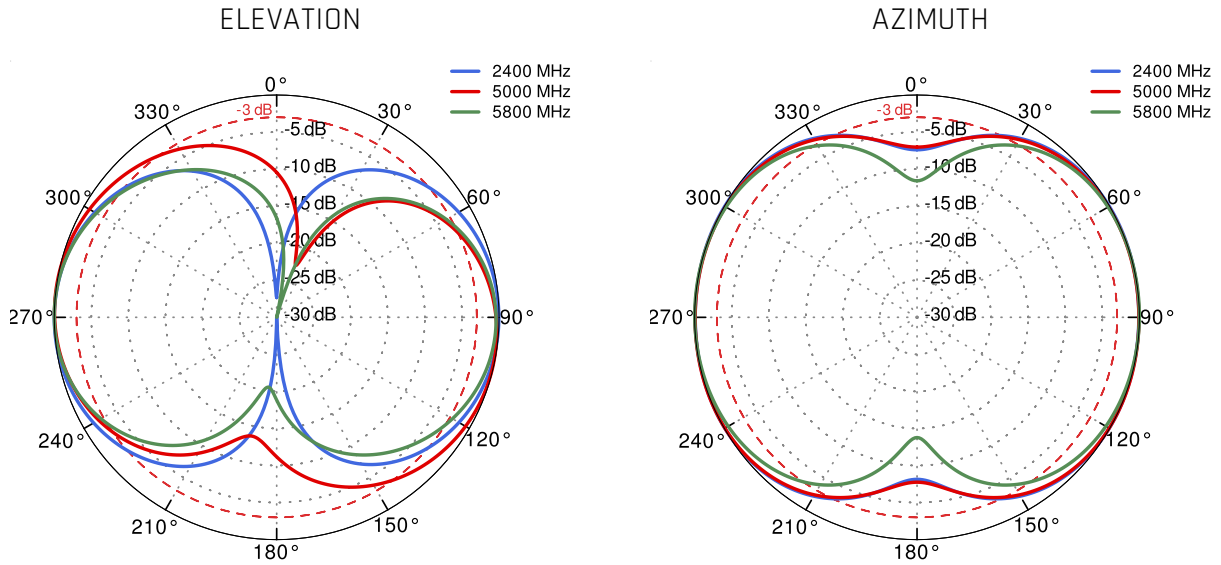 ELEVATION
2400 MHz
5000 MHz
5800 MHz
0°
30°
60°
90°
120°
150°
180°
210°
240°
270°
300°
330°
-3 dB
-5 dB
-10 dB
-15 dB
-20 dB
-25 dB
-30 dB
AZIMUTH
2400 MHz
5000 MHz
5800 MHz
0°
30°
60°
90°
120°
150°
180°
210°
240°
270°
300°
330°
-3 dB
-5 dB
-10 dB
-15 dB
-20 dB
-25 dB
-30 dB